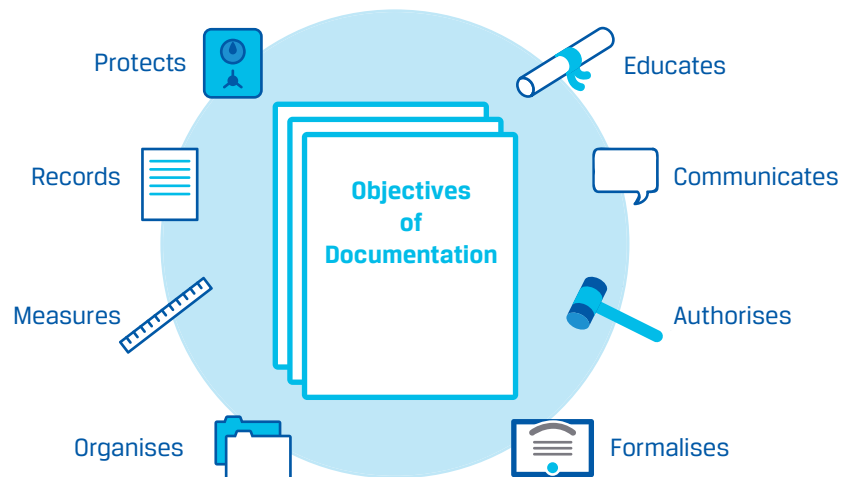 Protects
Educates
Records
Communicates
Objectives
of
Documentation
Measures
Authorises
Organises
Formalises